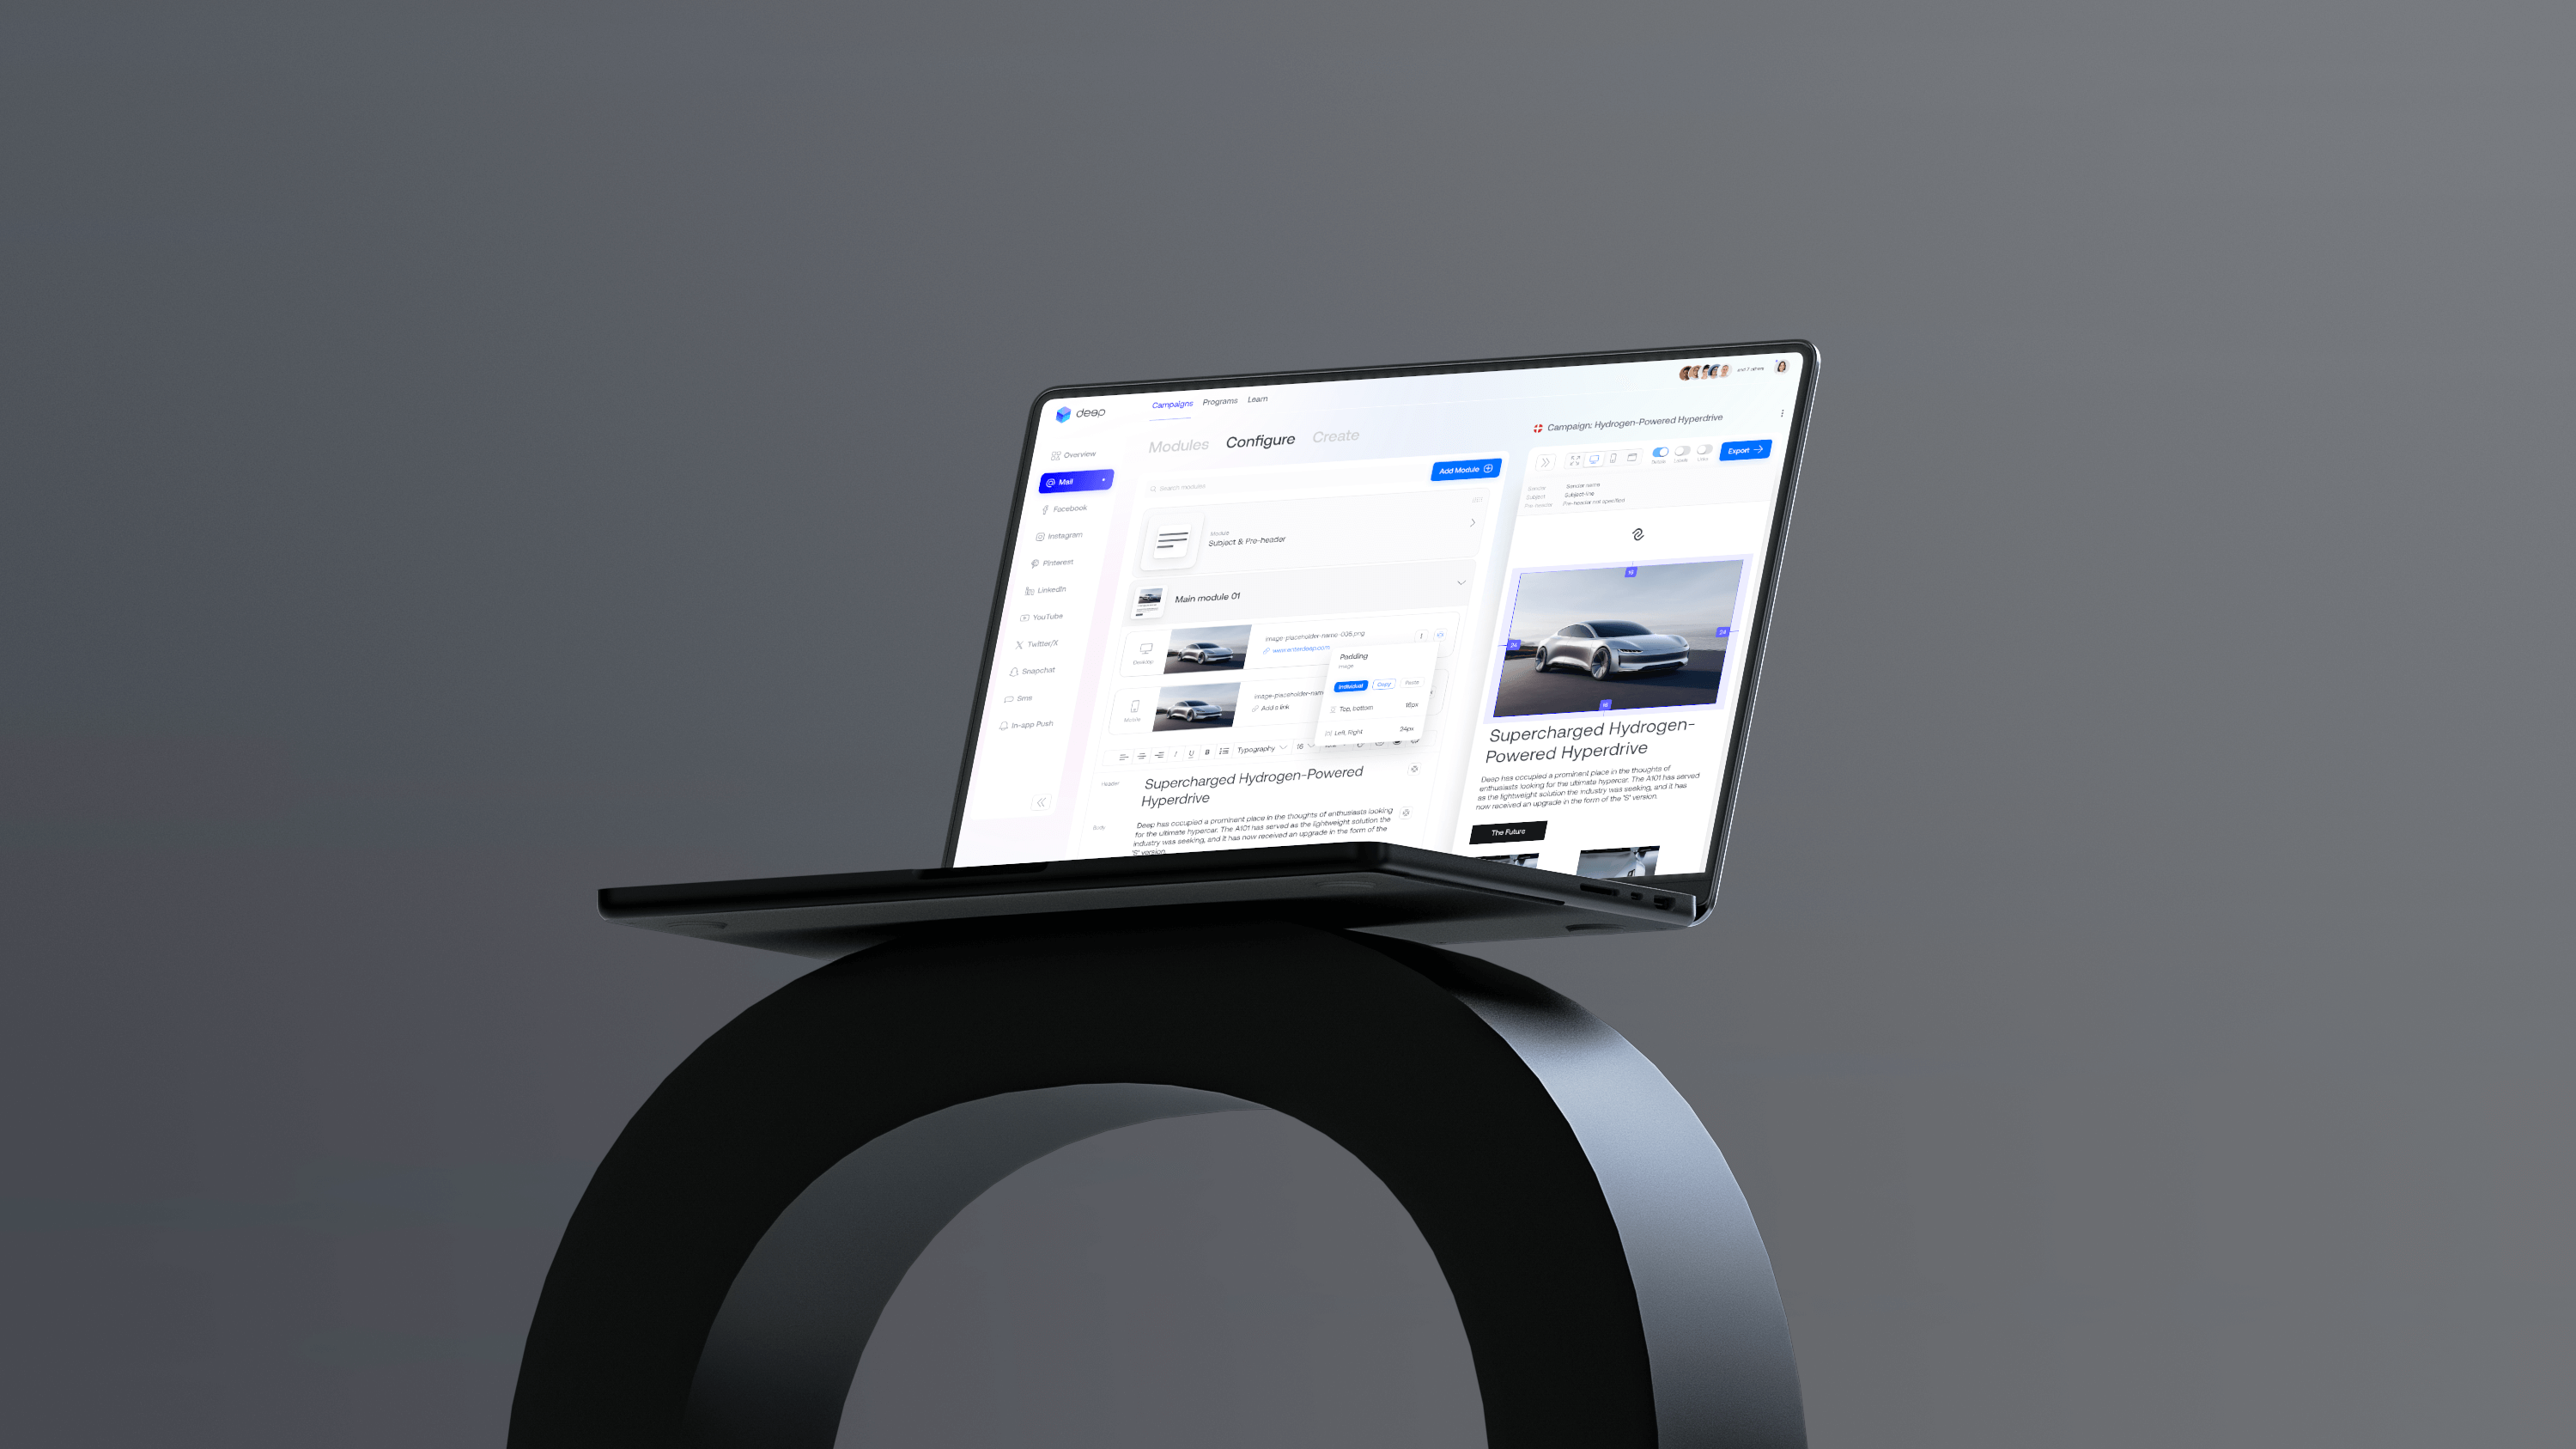 deep
Campaigns Programs Learn
and 7 others
Modules Configure Create
Campaign: Hydrogen-Powered Hyperdrive
Overview
Mail
Facebook
Instagram
Pinterest
LinkedIn
YouTube
Twitter/X
Snapchat
Sms
In-app Push
Search modules
Add Module
001
Module
Subject & Pre-header
Main module 01
Desktop
image-placeholder-name-035.png
Mobile
image-placeholder-name
Add a link
Padding
Image
Individual Copy Paste
Top, bottom 16px
Left, Right 24px
Typography 16
Header
Supercharged Hydrogen-Powered
Hyperdrive
Body
Deep has occupied a prominent place in the thoughts of enthusiasts looking
for the ultimate hypercar. The A101 has served as the lightweight solution the
industry was seeking, and it has now received an upgrade in the form of the
"S" version.
Export
Sender Sender name
Subject Subject-line
Pre-header Pre-header not specified
16
24
24
16
Supercharged Hydrogen-
Powered Hyperdrive
Deep has occupied a prominent place in the thoughts of
enthusiasts looking for the ultimate hypercar. The A101 has served
as the lightweight solution the industry was seeking, and it has
now received an upgrade in the form of the "S" version.
The Future